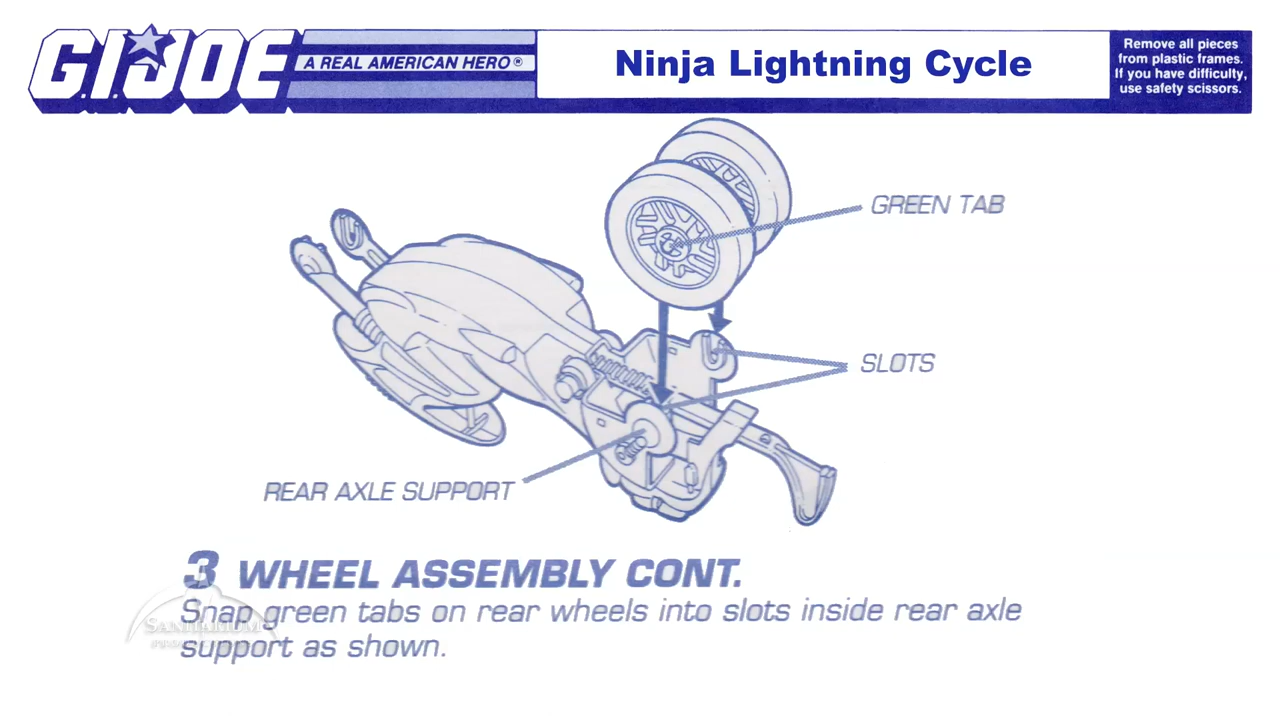 G.I. JOE
A REAL AMERICAN HERO®
Ninja Lightning Cycle
Remove all pieces
from plastic frames.
If you have difficulty,
use safety scissors.
GREEN TAB
SLOTS
REAR AXLE SUPPORT
3 WHEEL ASSEMBLY CONT.
Snap green tabs on rear wheels into slots inside rear axle
support as shown.
SANITARIUM
PRODUCTIONS